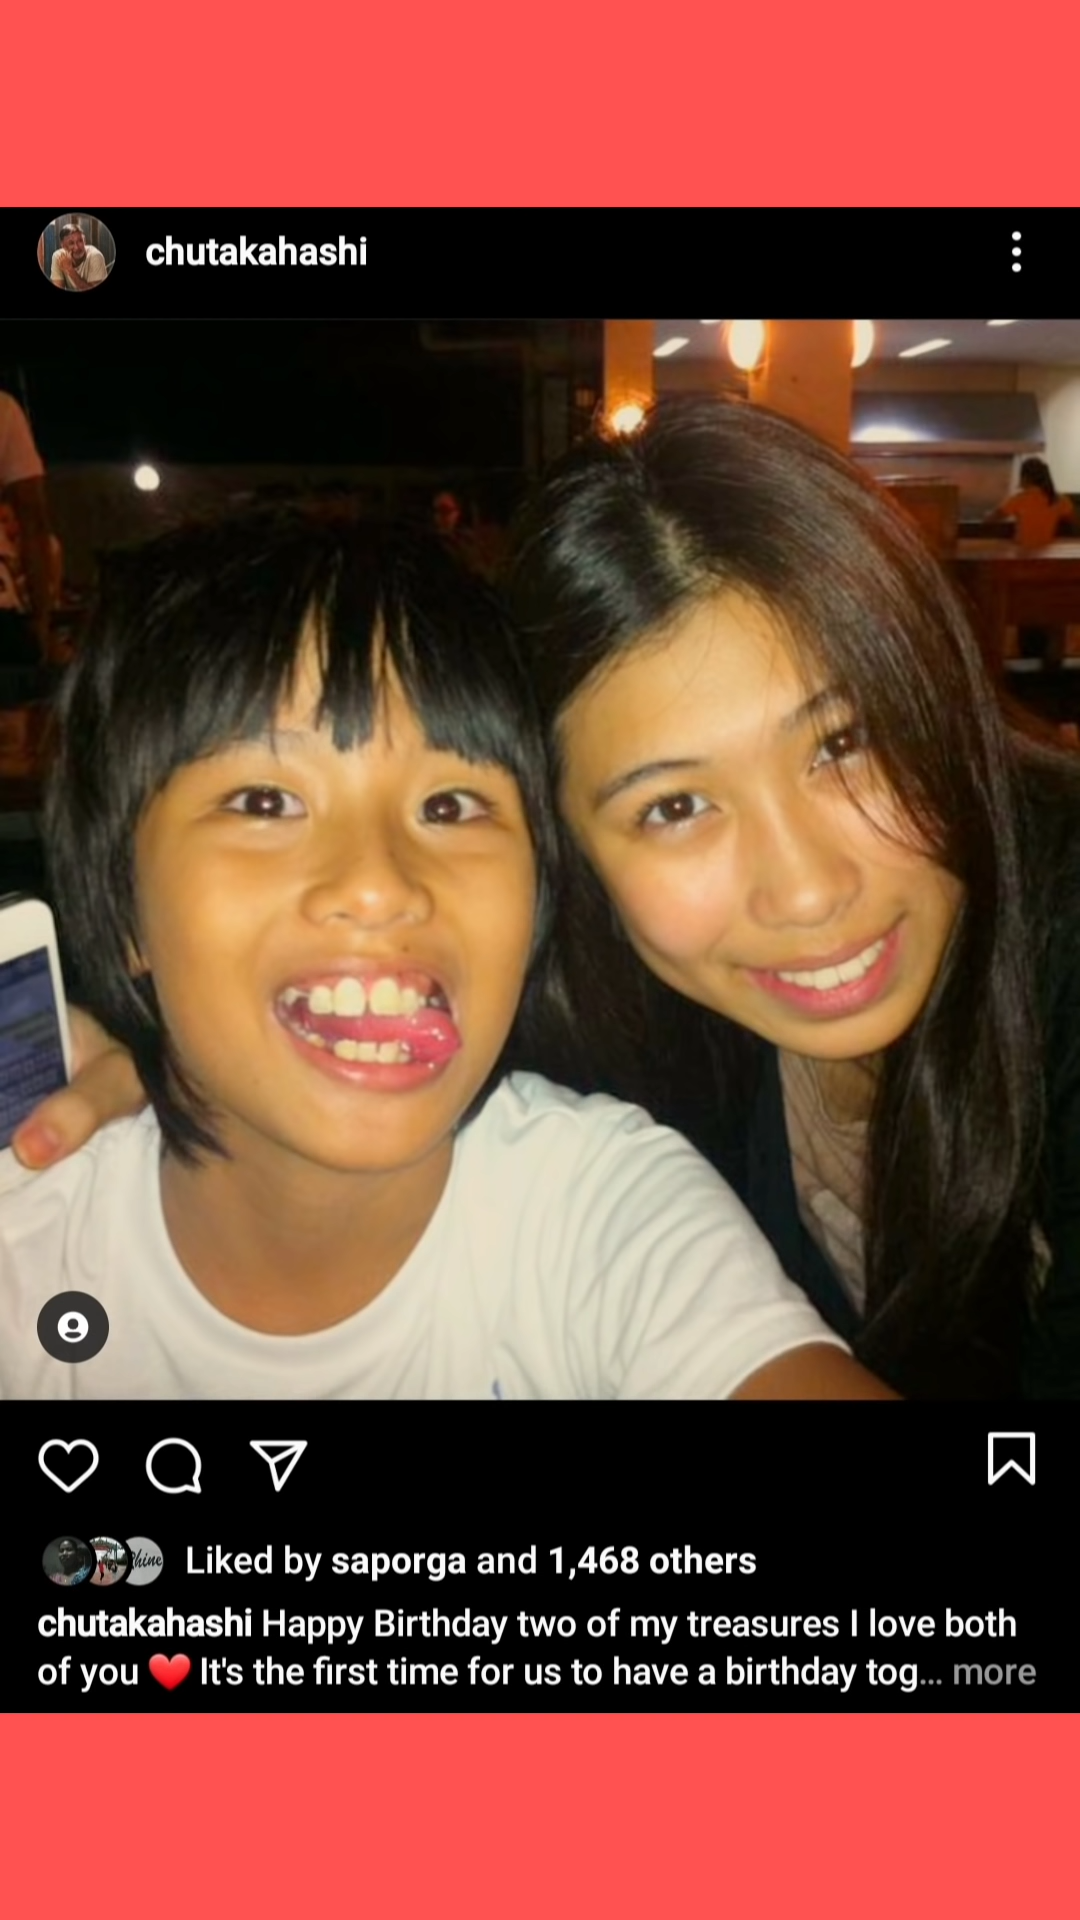 chutakahashi
Liked by saporga and 1,468 others
chutakahashi Happy Birthday two of my treasures I love both
of you ❤️ It's the first time for us to have a birthday tog... more